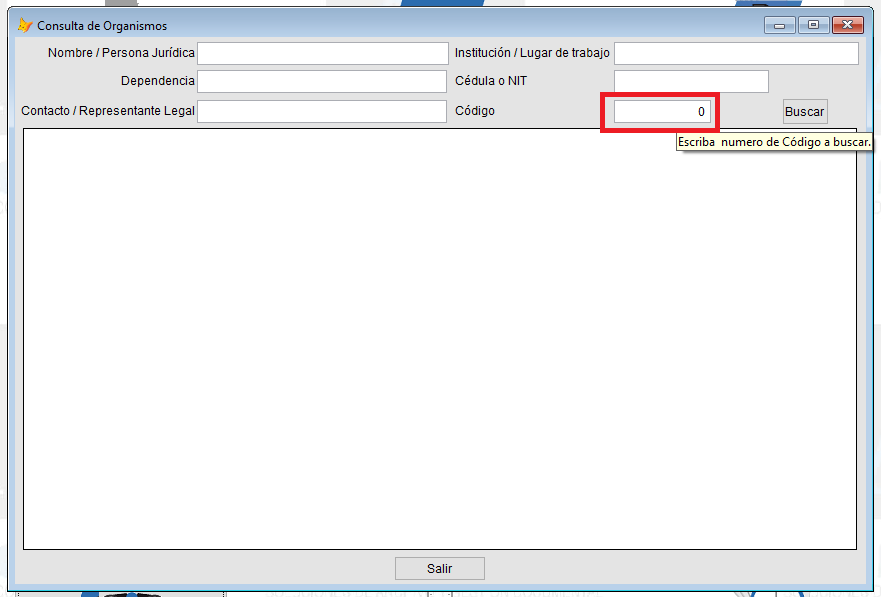 Consulta de Organismos
Nombre / Persona Jurídica Institución / Lugar de trabajo
Dependencia Cédula o NIT
Contacto / Representante Legal Código 0 Buscar
Escriba numero de Código a buscar.
Salir